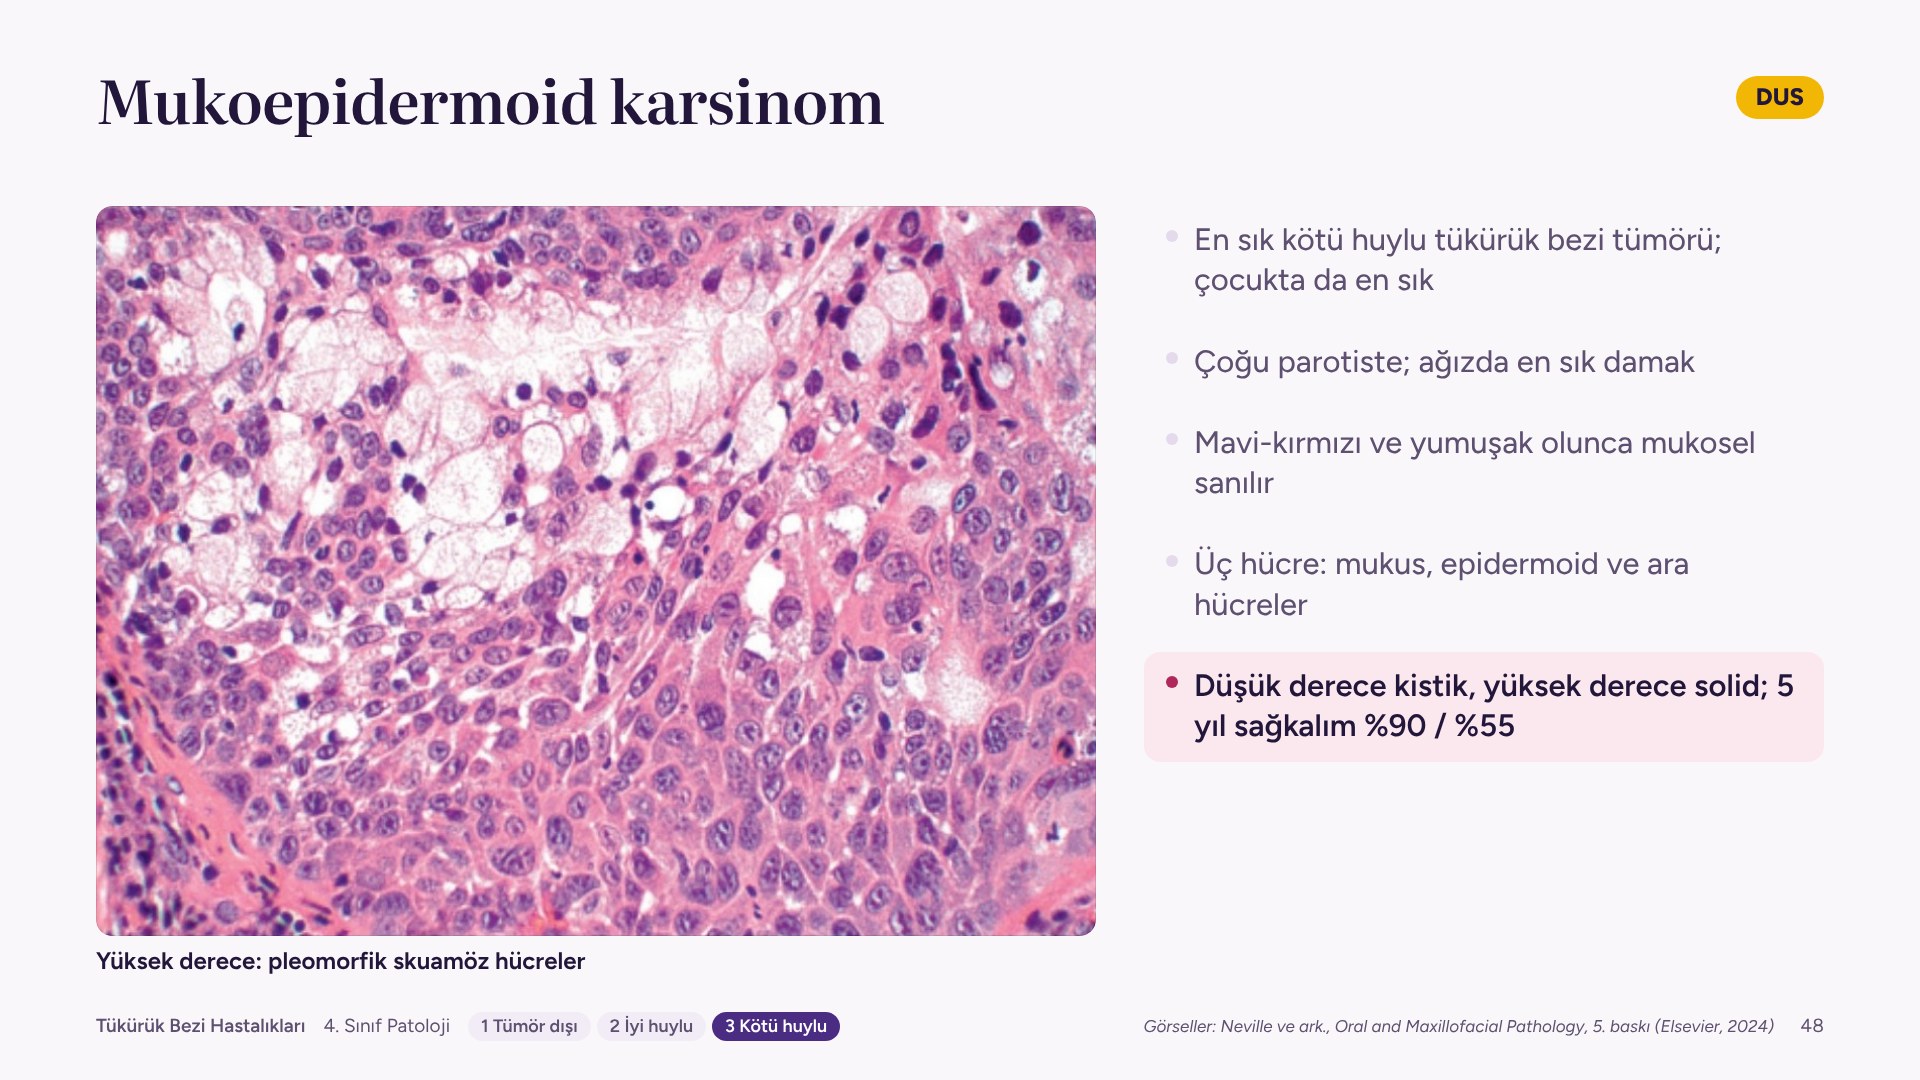 Mukoepidermoid karsinom
DUS
En sık kötü huylu tükürük bezi tümörü;
çocukta da en sık
Çoğu parotiste; ağızda en sık damak
Mavi-kırmızı ve yumuşak olunca mukosel
sanılır
Üç hücre: mukus, epidermoid ve ara
hücreler
Düşük derece kistik, yüksek derece solid; 5
yıl sağkalım %90 / %55
Yüksek derece: pleomorfik skuamöz hücreler
Tükürük Bezi Hastalıkları 4. Sınıf Patoloji 1 Tümör dışı 2 İyi huylu 3 Kötü huylu
Görseller: Neville ve ark., Oral and Maxillofacial Pathology, 5. baskı (Elsevier, 2024) 48